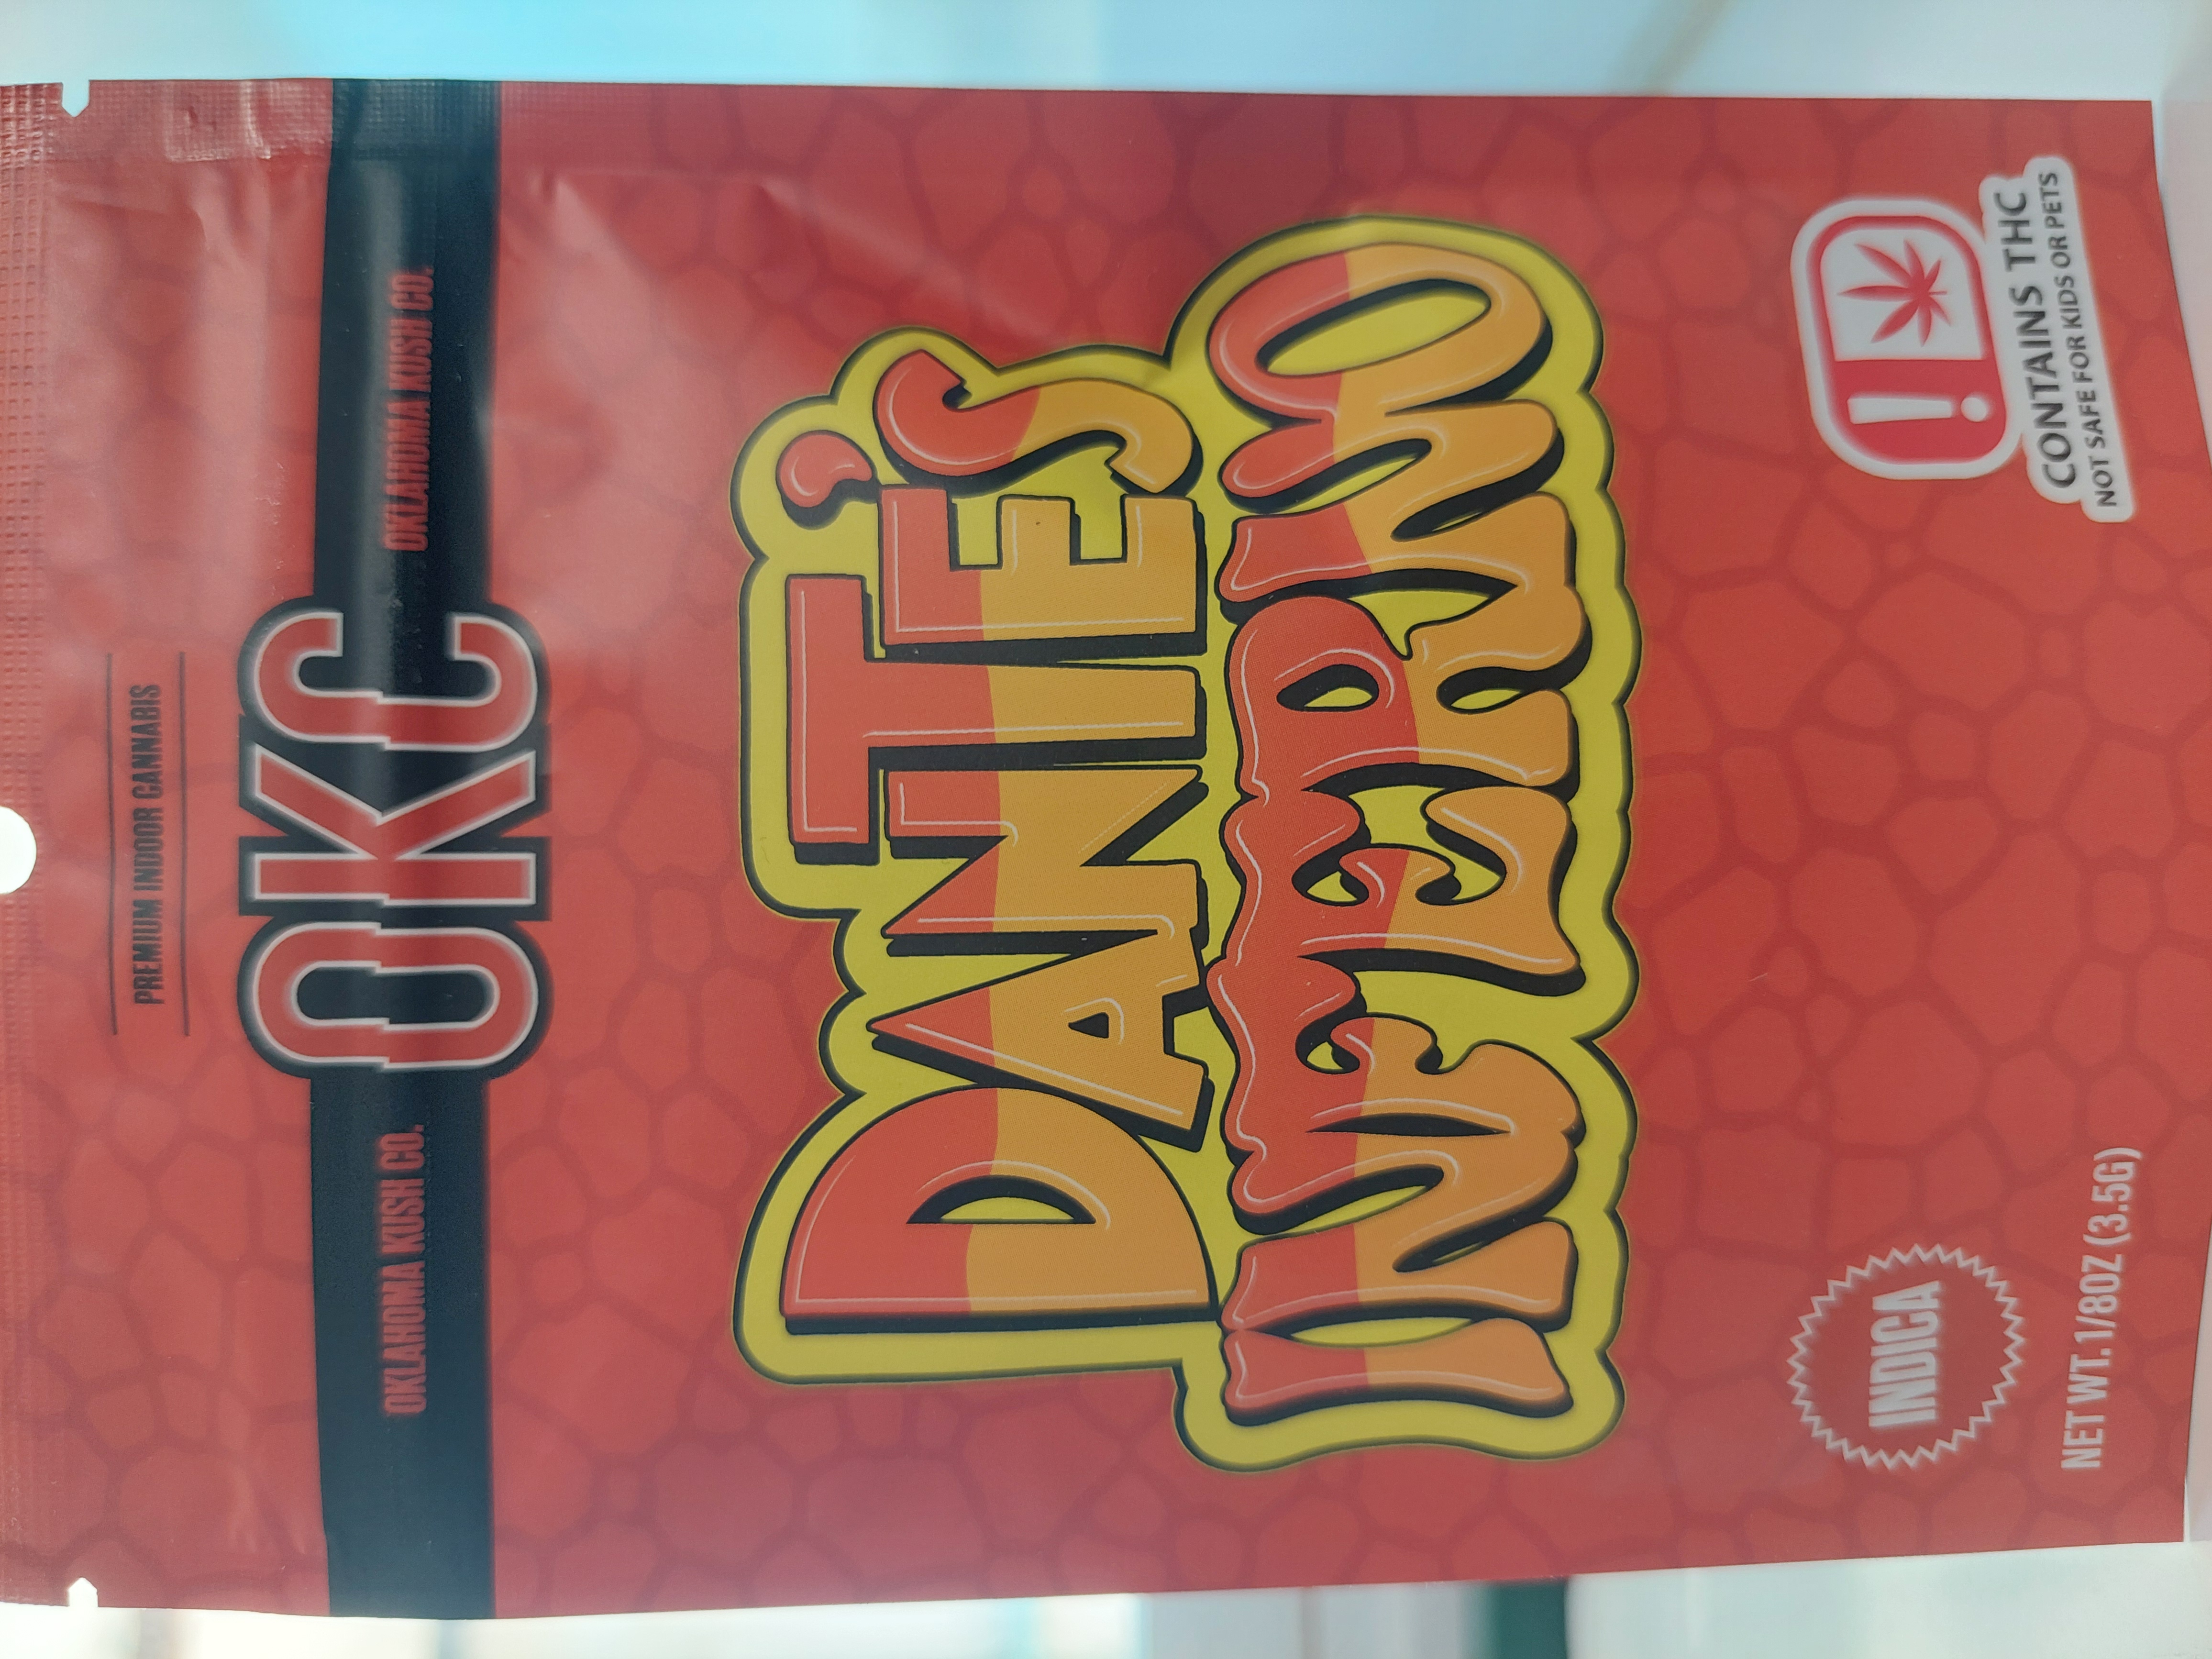 PREMIUM INDOOR CANNABIS
OKLAHOMA KUSH CO.
OKC
OKLAHOMA KUSH CO.
DANTE'S
INFERNO
INDICA
NET WT. 1/8OZ (3.5G)
!
CONTAINS THC
NOT SAFE FOR KIDS OR PETS